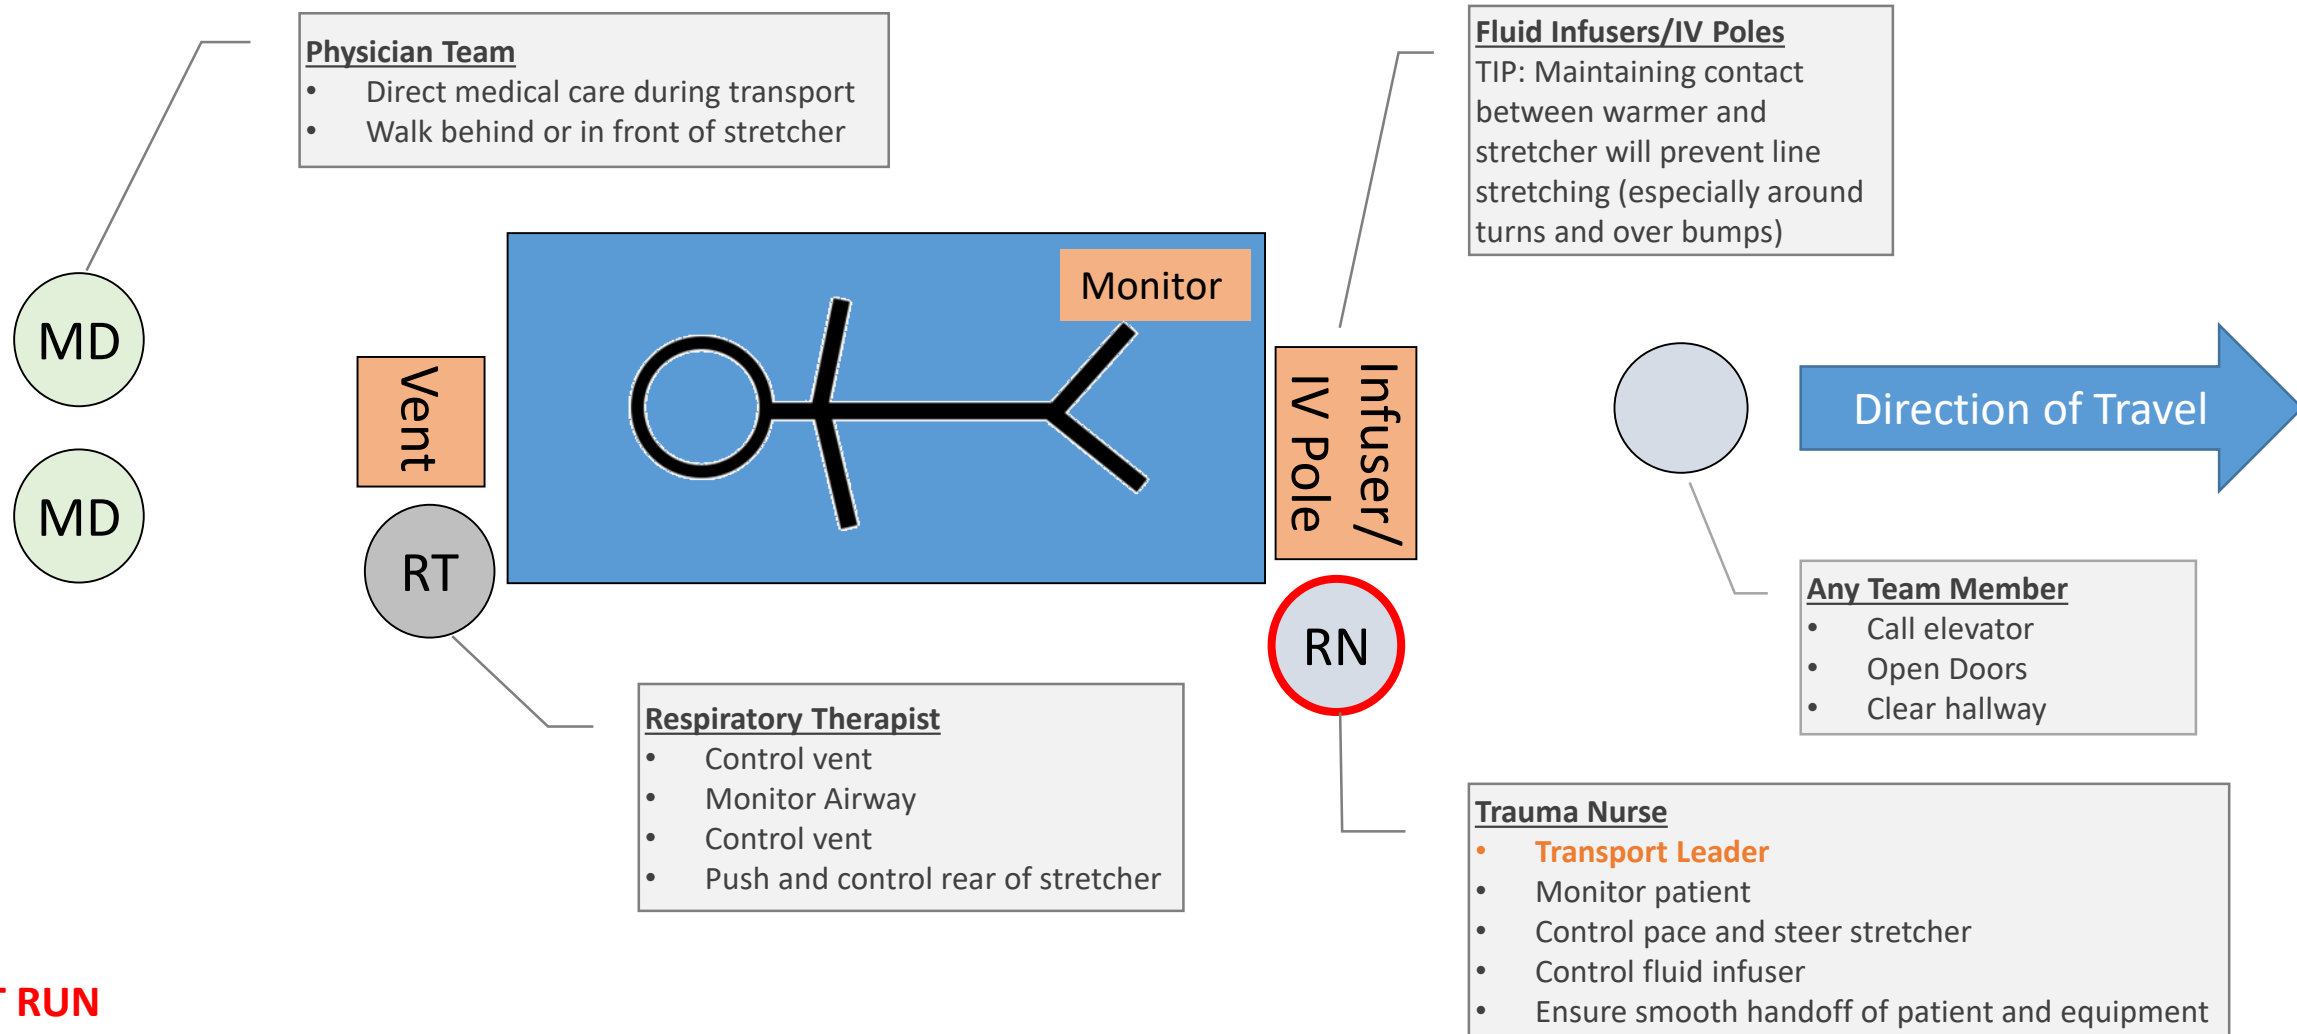 Physician Team
• Direct medical care during transport
• Walk behind or in front of stretcher
Fluid Infusers/IV Poles
TIP: Maintaining contact
between warmer and
stretcher will prevent line
stretching (especially around
turns and over bumps)
MD
MD
Vent
RT
Monitor
Infuser/
IV Pole
RN
Direction of Travel
Any Team Member
• Call elevator
• Open Doors
• Clear hallway
Respiratory Therapist
• Control vent
• Monitor Airway
• Control vent
• Push and control rear of stretcher
Trauma Nurse
• Transport Leader
• Monitor patient
• Control pace and steer stretcher
• Control fluid infuser
• Ensure smooth handoff of patient and equipment
RUN